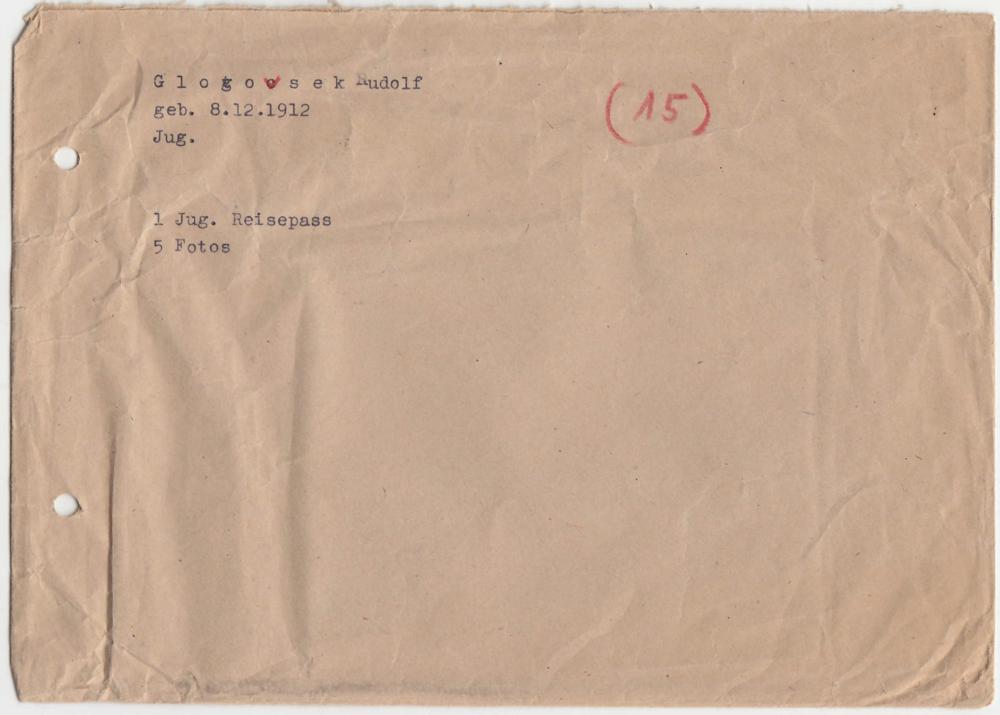 G l o g o v s e k Rudolf
geb. 8.12.1912
Jug.
(15)
1 Jug. Reisepass
5 Fotos